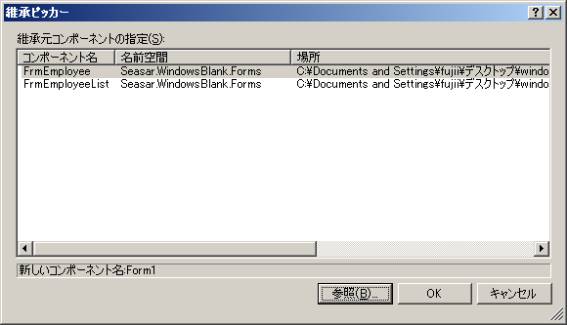 継承ピッカー
継承元コンポーネントの指定(S):
コンポーネント名 名前空間 場所
FrmEmployee Seasar.WindowsBlank.Forms C:¥Documents and Settings¥fujii¥デスクトップ¥windo
FrmEmployeeList Seasar.WindowsBlank.Forms C:¥Documents and Settings¥fujii¥デスクトップ¥windo
新しいコンポーネント名:Form1
参照(B)... OK キャンセル